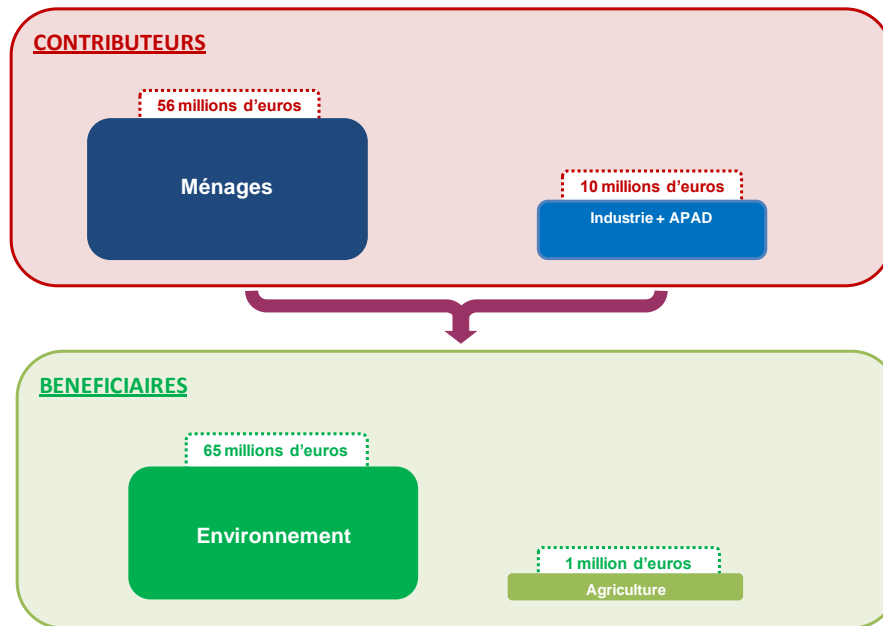 CONTRIBUTEURS
56 millions d'euros
Ménages
10 millions d'euros
Industrie + APAD
BENEFICIAIRES
65 millions d'euros
Environnement
1 million d'euros
Agriculture